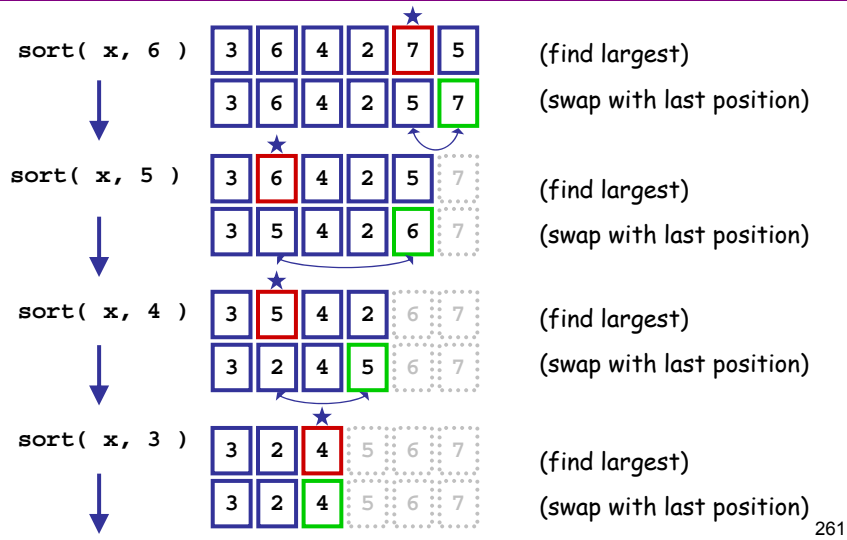 sort( x, 6 ) 3 6 4 2 7 5 (find largest)
3 6 4 2 5 7 (swap with last position)
sort( x, 5 ) 3 6 4 2 5 7 (find largest)
3 5 4 2 6 7 (swap with last position)
sort( x, 4 ) 3 5 4 2 6 7 (find largest)
3 2 4 5 6 7 (swap with last position)
sort( x, 3 ) 3 2 4 5 6 7 (find largest)
3 2 4 5 6 7 (swap with last position)
261